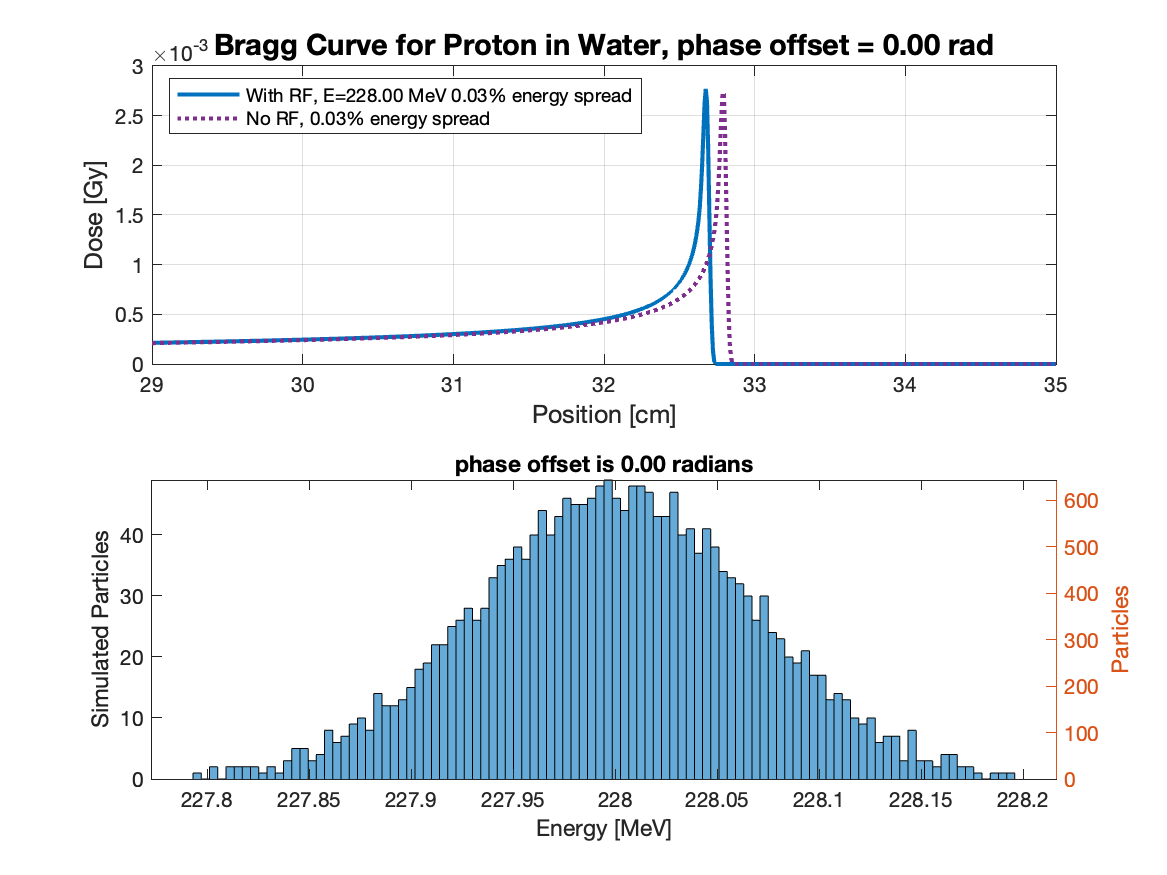 ×10-3 Bragg Curve for Proton in Water, phase offset = 0.00 rad
3
2.5
2
1.5
1
0.5
0
Dose [Gy]
With RF, E=228.00 MeV 0.03% energy spread
No RF, 0.03% energy spread
29 30 31 32 33 34 35
Position [cm]
phase offset is 0.00 radians
40
30
20
10
0
Simulated Particles
600
500
400
300
200
100
0
Particles
227.8 227.85 227.9 227.95 228 228.05 228.1 228.15 228.2
Energy [MeV]